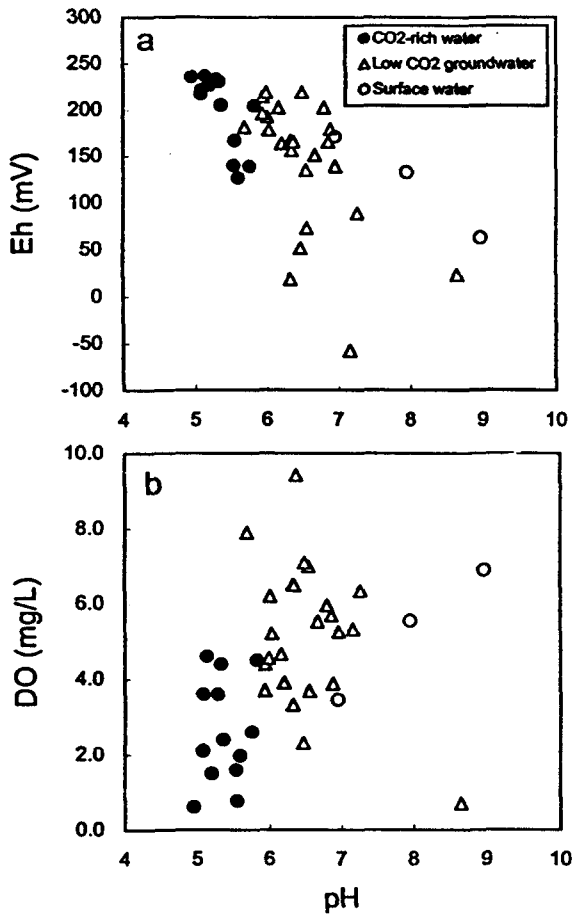 a
CO2-rich water
Low CO2 groundwater
Surface water
300
250
200
150
100
50
0
-50
-100
Eh (mV)
4 5 6 7 8 9 10
b
10.0
8.0
6.0
4.0
2.0
0.0
DO (mg/L)
4 5 6 7 8 9 10
pH